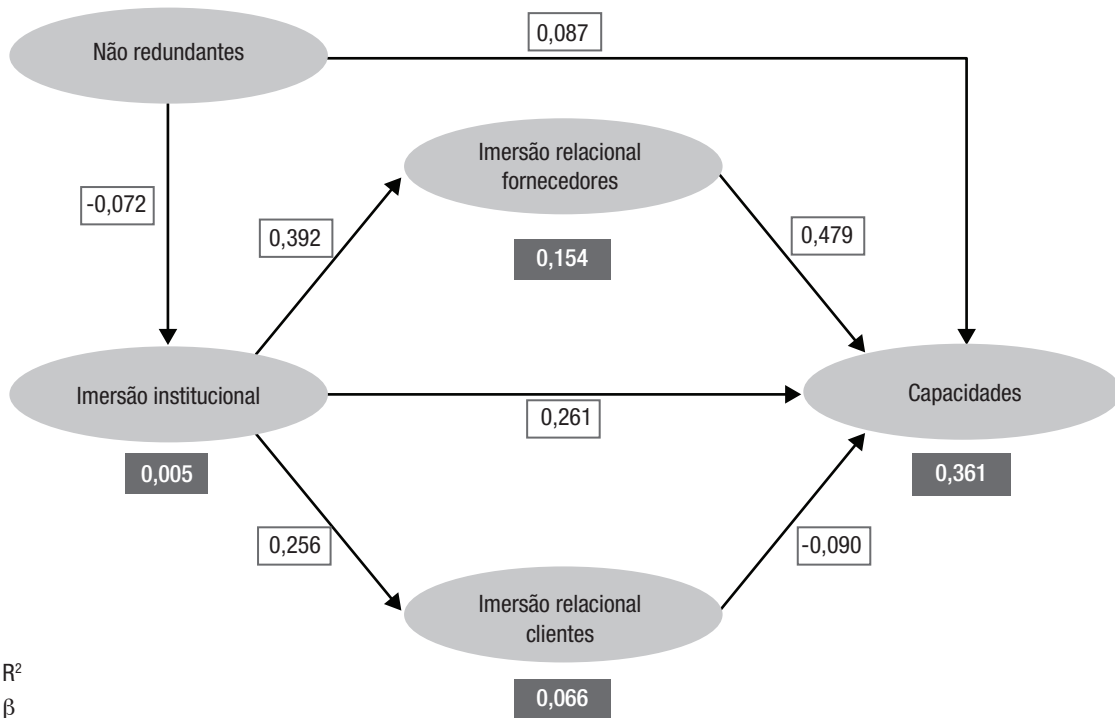 0,087
Não redundantes
Imersão relacional
fornecedores
-0,072
0,392
0,479
0,154
Imersão institucional
Capacidades
0,261
0,005
0,361
0,256
-0,090
Imersão relacional
clientes
R²
0,066
β